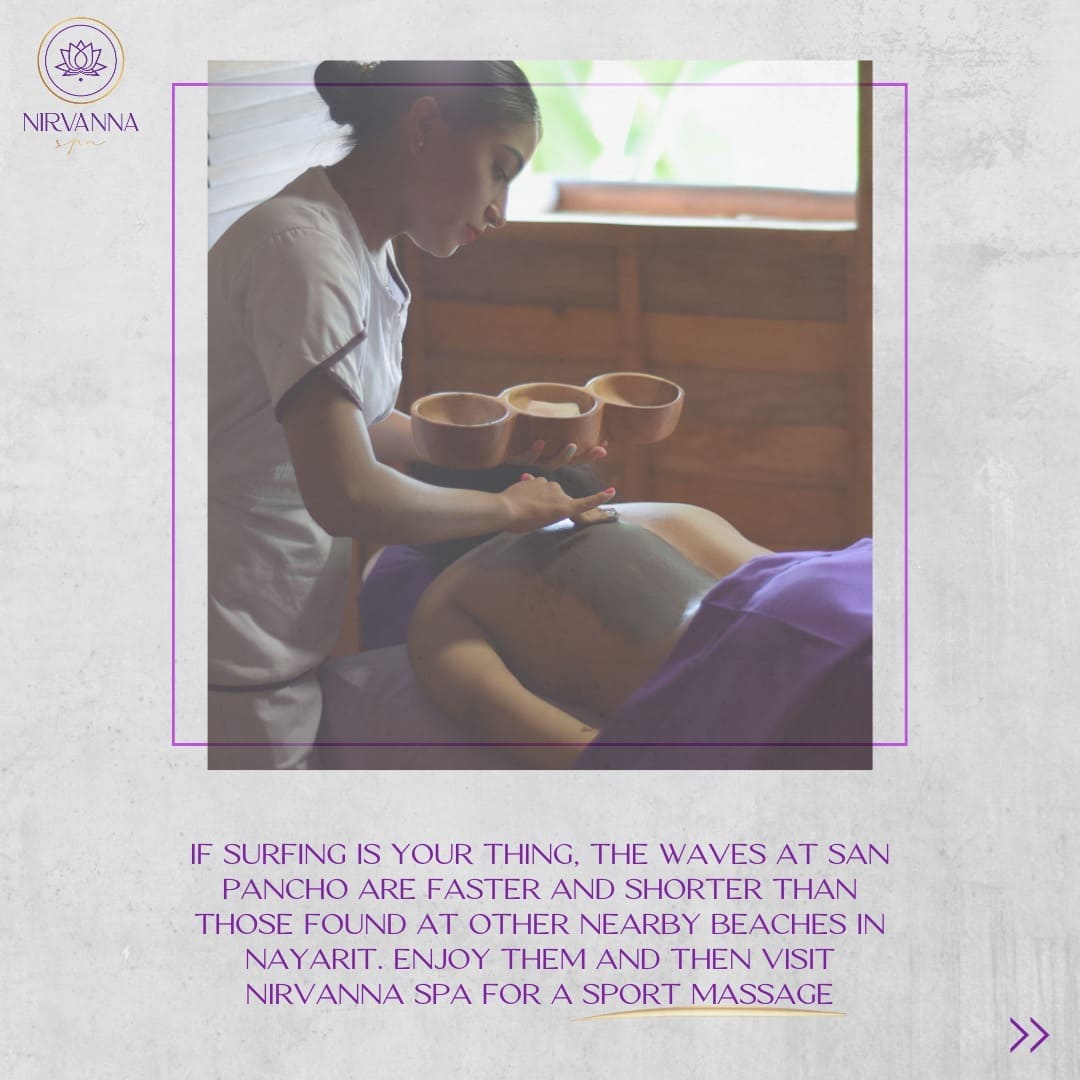 NIRVANNA
spa
IF SURFING IS YOUR THING, THE WAVES AT SAN
PANCHO ARE FASTER AND SHORTER THAN
THOSE FOUND AT OTHER NEARBY BEACHES IN
NAYARIT. ENJOY THEM AND THEN VISIT
NIRVANNA SPA FOR A SPORT MASSAGE